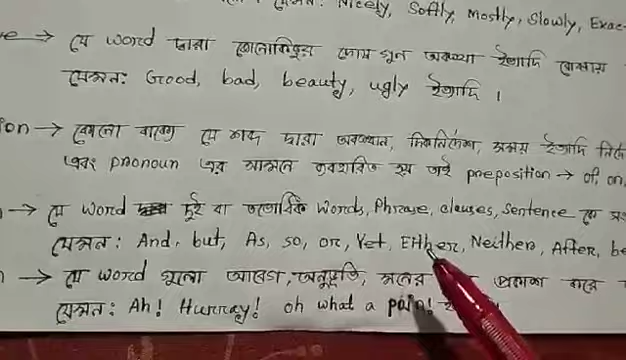 যেমন: Nicely, Softly, Mostly, Slowly, Exac
ve → যে word দ্বারা কোনোকিছুর দোষ গুন অবস্থা ইত্যাদি বোঝায়
যেমন: Good, bad, beauty, ugly ইত্যাদি।
ion → কোনো বাক্যে যে শব্দ দ্বারা অবস্থান, দিকনির্দেশ, সময় ইত্যাদি নির্দে
এবং pronoun এর আগে ব্যবহারিত হয় তাই preposition → of, on,
n → যে word দুই বা ততোধিক words, Phrase, clauses, Sentence কে
যেমন: And, but, As, so, or, Yet, Either, Neither, After, be
n → যে word গুলো আবেগ, অনুভূতি, মনের প্রকাশ করে
যেমন: Ah! Hurray! oh what a pain!